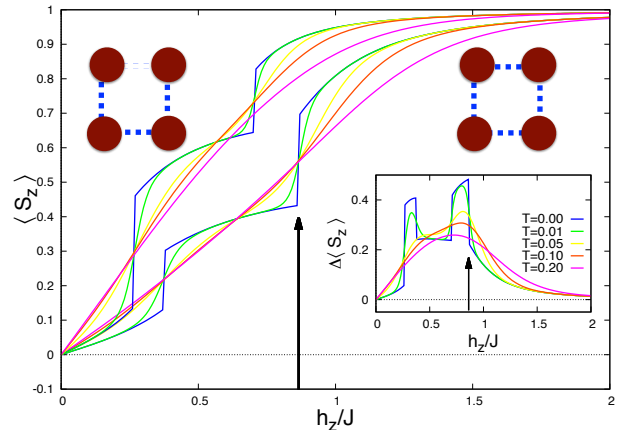 1
0.9
0.8
0.7
0.6
0.5
0.4
0.3
0.2
0.1
0
-0.1
⟨ S_z ⟩
0 0.5 1 1.5 2
h_z/J
0.4
0.2
0
Δ⟨ S_z ⟩
T=0.00
T=0.01
T=0.05
T=0.10
T=0.20
0 0.5 1 1.5 2
h_z/J